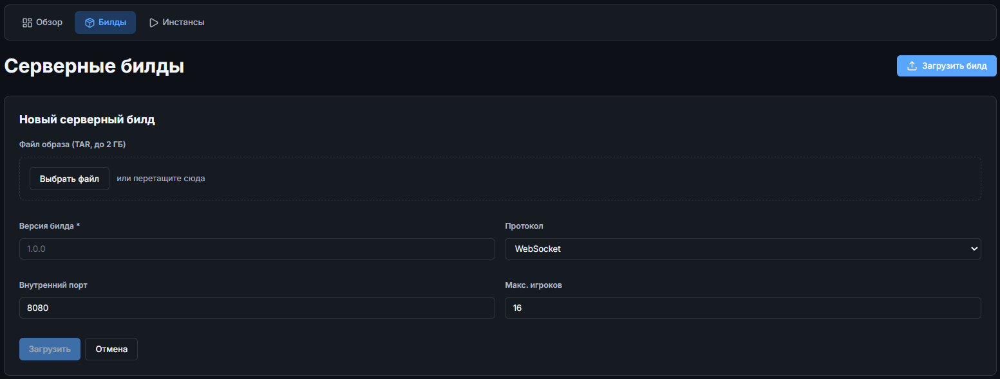 Обзор
Билды
Инстансы
Серверные билды
Загрузить билд
Новый серверный билд
Файл образа (TAR, до 2 ГБ)
Выбрать файл
или перетащите сюда
Версия билда *
Протокол
1.0.0
WebSocket
Внутренний порт
Макс. игроков
8080
16
Загрузить
Отмена